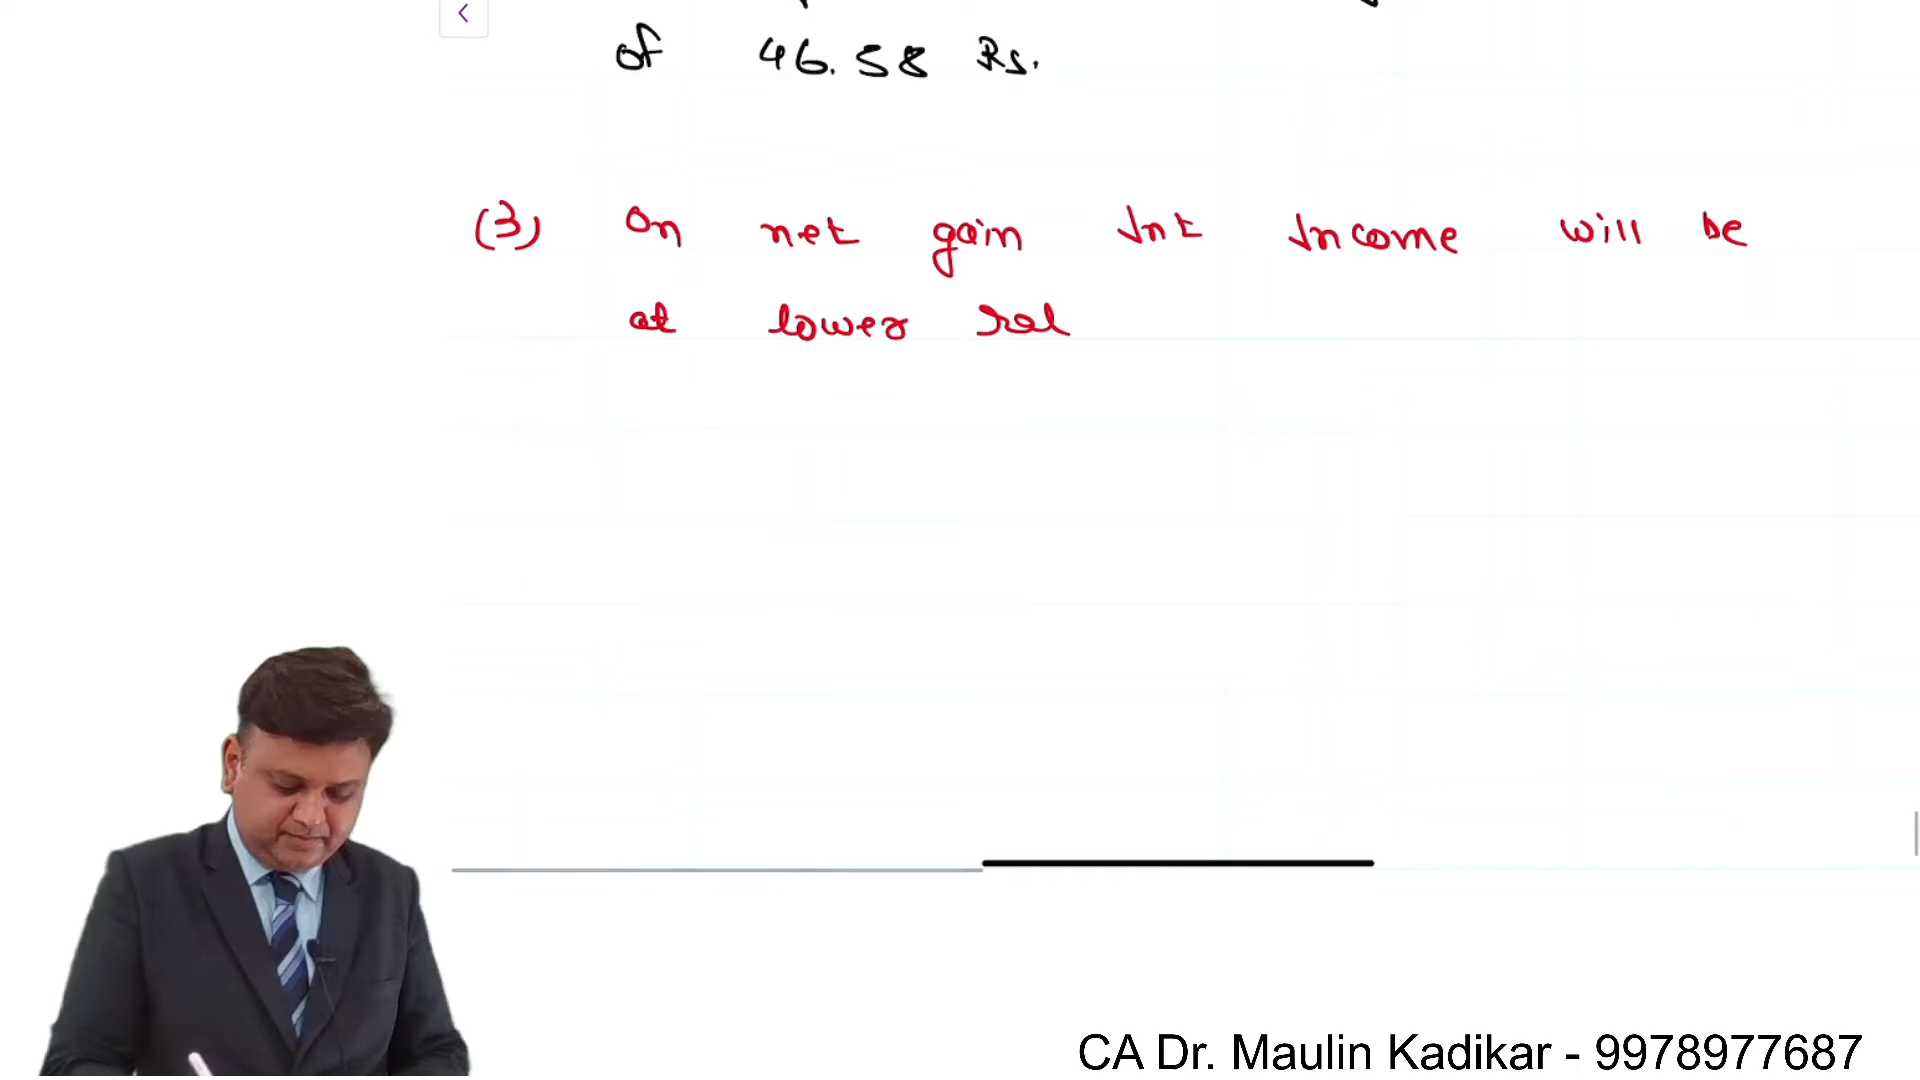 of 46.58 Rs.
(3) On net gain Int Income will be
at lower rat
CA Dr. Maulin Kadikar - 9978977687